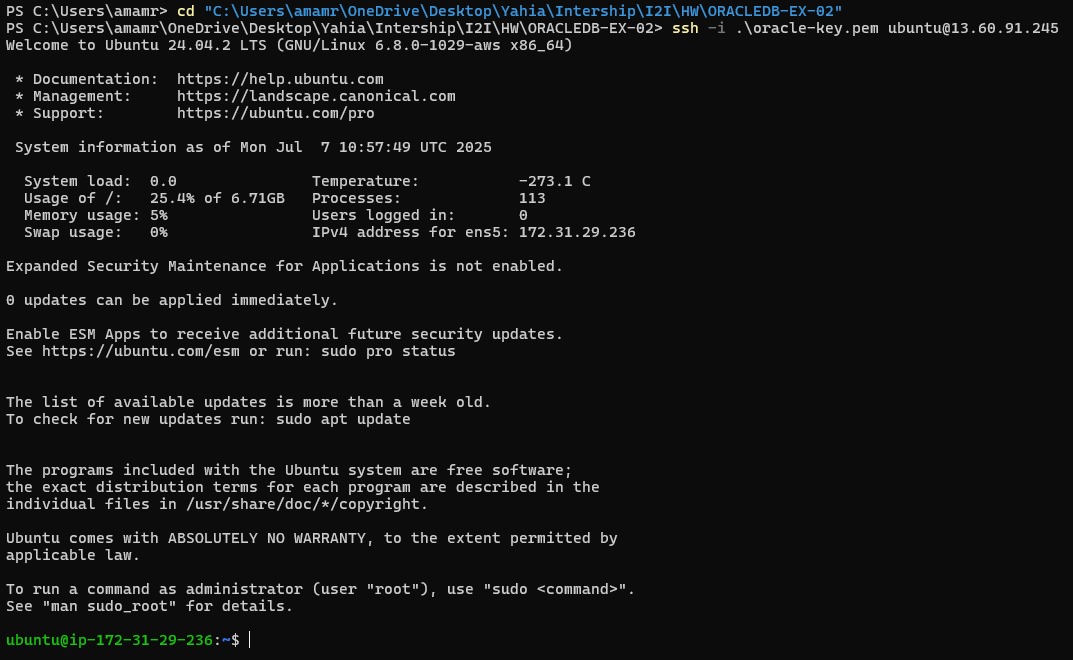 PS C:\Users\amamr> cd "C:\Users\amamr\OneDrive\Desktop\Yahia\Intership\I2I\HW\ORACLEDB-EX-02"
PS C:\Users\amamr\OneDrive\Desktop\Yahia\Intership\I2I\HW\ORACLEDB-EX-02> ssh -i .\oracle-key.pem ubuntu@13.60.91.245
Welcome to Ubuntu 24.04.2 LTS (GNU/Linux 6.8.0-1029-aws x86_64)

 * Documentation:  https://help.ubuntu.com
 * Management:     https://landscape.canonical.com
 * Support:        https://ubuntu.com/pro

 System information as of Mon Jul  7 10:57:49 UTC 2025

  System load:  0.0               Temperature:           -273.1 C
  Usage of /:   25.4% of 6.71GB   Processes:             113
  Memory usage: 5%                Users logged in:       0
  Swap usage:   0%                IPv4 address for ens5: 172.31.29.236

Expanded Security Maintenance for Applications is not enabled.

0 updates can be applied immediately.

Enable ESM Apps to receive additional future security updates.
See https://ubuntu.com/esm or run: sudo pro status


The list of available updates is more than a week old.
To check for new updates run: sudo apt update


The programs included with the Ubuntu system are free software;
the exact distribution terms for each program are described in the
individual files in /usr/share/doc/*/copyright.

Ubuntu comes with ABSOLUTELY NO WARRANTY, to the extent permitted by
applicable law.

To run a command as administrator (user "root"), use "sudo <command>".
See "man sudo_root" for details.

ubuntu@ip-172-31-29-236:~$